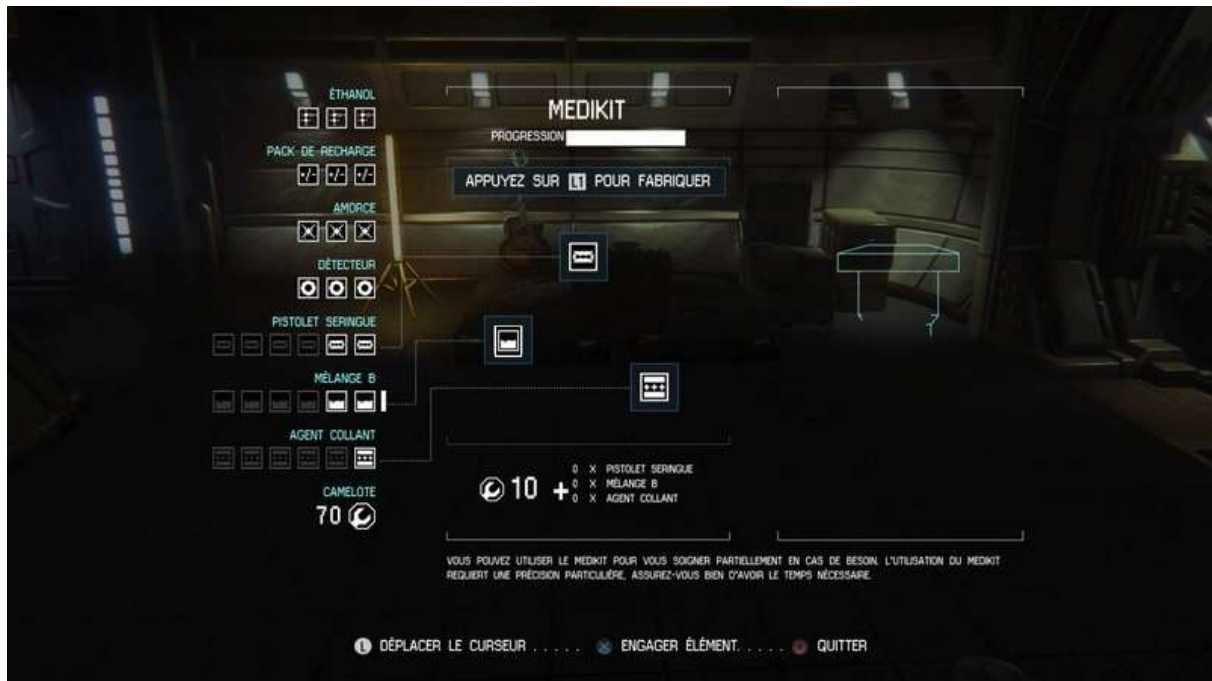 ÉTHANOL
PACK DE RECHARGE
+/- +/- +/-
AMORCE
DÉTECTEUR
PISTOLET SERINGUE
MÉLANGE B
AGENT COLLANT
CAMELOTE
70
MEDIKIT
PROGRESSION
APPUYEZ SUR L1 POUR FABRIQUER
10 +
0 X PISTOLET SERINGUE
0 X MÉLANGE B
0 X AGENT COLLANT
VOUS POUVEZ UTILISER LE MEDIKIT POUR VOUS SOIGNER PARTIELLEMENT EN CAS DE BESOIN. L'UTILISATION DU MEDIKIT
REQUIERT UNE PRÉCISION PARTICULIÈRE, ASSUREZ-VOUS BIEN D'AVOIR LE TEMPS NÉCESSAIRE.
L DÉPLACER LE CURSEUR . . . . . ENGAGER ÉLÉMENT. . . . . QUITTER